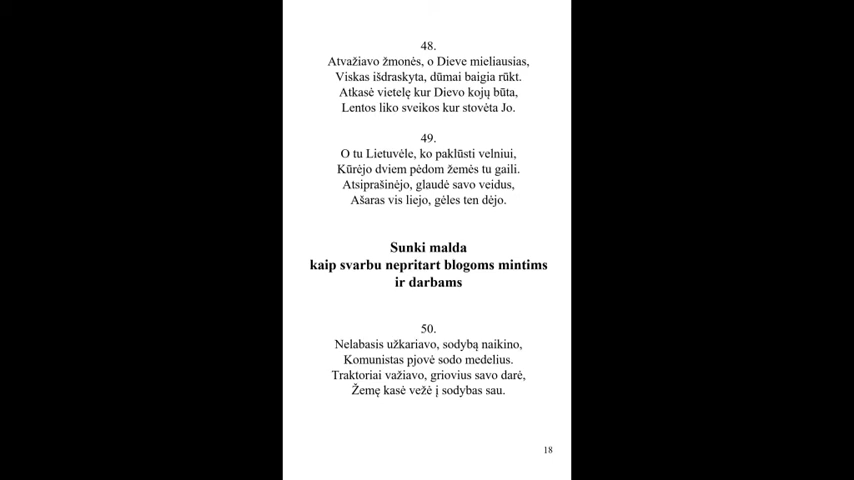 48.
Atvažiavo žmonės, o Dieve mieliausias,
Viskas išdraskyta, dūmai baigia rūkt.
Atkasė vietelę kur Dievo kojų būta,
Lentos liko sveikos kur stovėta Jo.
49.
O tu Lietuvėle, ko paklūsti velniui,
Kūrėjo dviem pėdom žemės tu gaili.
Atsiprašinėjo, glaudė savo veidus,
Ašaras vis liejo, gėles ten dėjo.
Sunki malda
kaip svarbu nepritart blogoms mintims
ir darbams
50.
Nelabasis užkariavo, sodybą naikino,
Komunistas pjovė sodo medelius.
Traktoriai važiavo, griovius savo darė,
Žemę kasė vežė į sodybas sau.
18